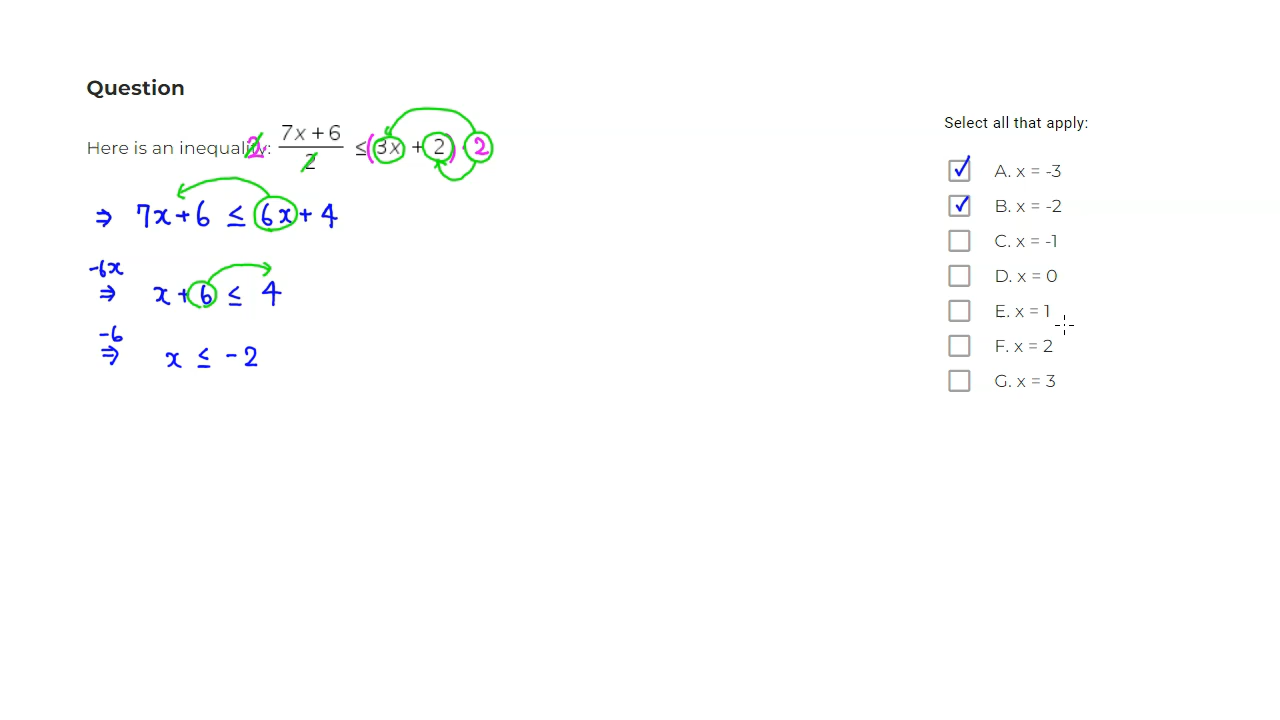 Question
Here is an inequality: 2 (7x + 6)/2 ≤ (3x + 2) · 2
⇒ 7x + 6 ≤ 6x + 4
-6x
⇒ x + 6 ≤ 4
-6
⇒ x ≤ -2
Select all that apply:
✓ A. x = -3
✓ B. x = -2
C. x = -1
D. x = 0
E. x = 1
F. x = 2
G. x = 3